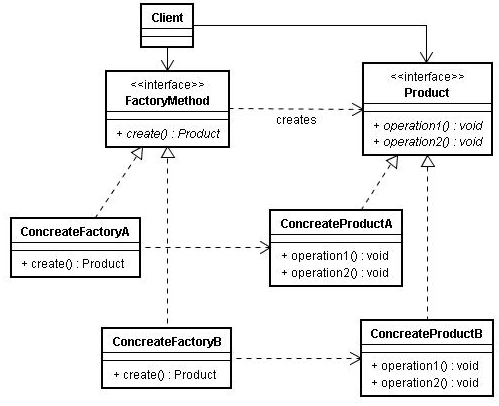 Client
<<interface>>
FactoryMethod
+ create() : Product
creates
<<interface>>
Product
+ operation1() : void
+ operation2() : void
ConcreateFactoryA
+ create() : Product
ConcreateProductA
+ operation1() : void
+ operation2() : void
ConcreateFactoryB
+ create() : Product
ConcreateProductB
+ operation1() : void
+ operation2() : void